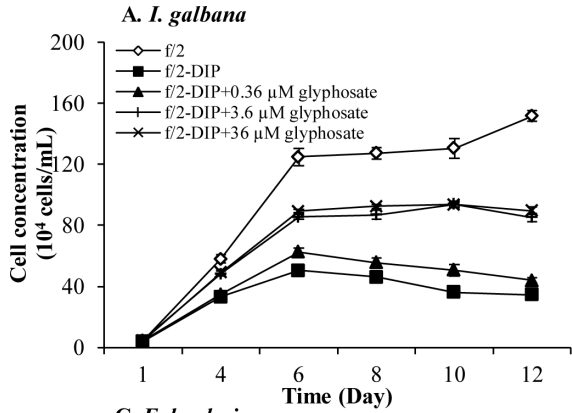 A. I. galbana
200
160
120
80
40
0
Cell concentration
(10⁴ cells/mL)
f/2
f/2-DIP
f/2-DIP+0.36 µM glyphosate
f/2-DIP+3.6 µM glyphosate
f/2-DIP+36 µM glyphosate
1 4 6 8 10 12
Time (Day)